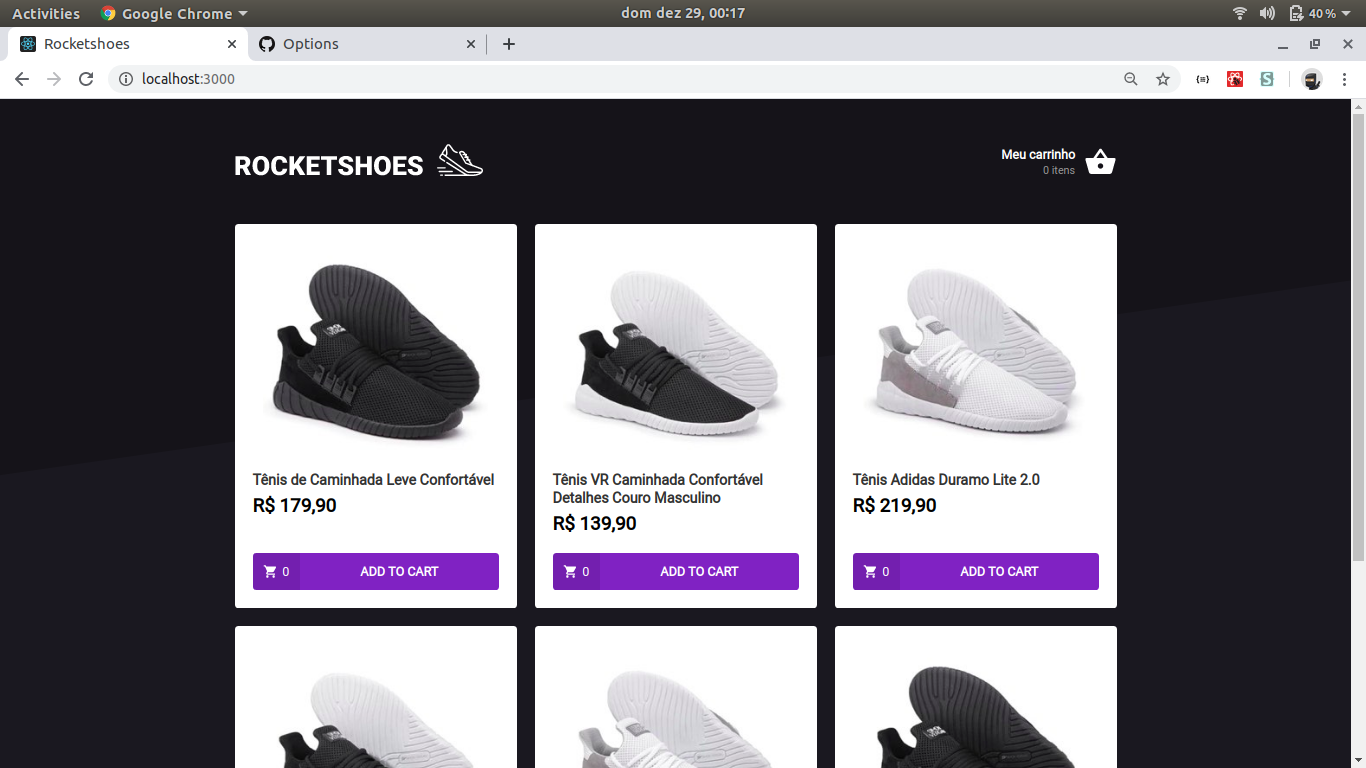 Activities Google Chrome dom dez 29, 00:17 40 %
Rocketshoes Options
localhost:3000
ROCKETSHOES
Meu carrinho
0 itens
Tênis de Caminhada Leve Confortável
R$ 179,90
0 ADD TO CART
Tênis VR Caminhada Confortável
Detalhes Couro Masculino
R$ 139,90
0 ADD TO CART
Tênis Adidas Duramo Lite 2.0
R$ 219,90
0 ADD TO CART